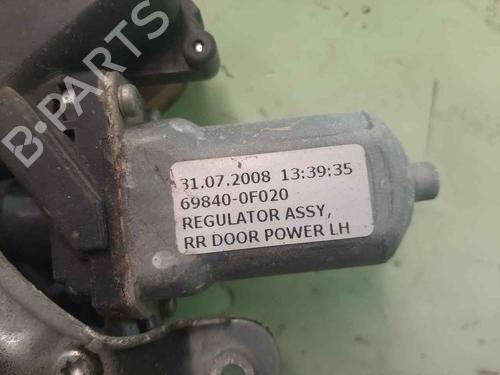 B-PARTS
31.07.2008 13:39:35
69840-0F020
REGULATOR ASSY,
RR DOOR POWER LH